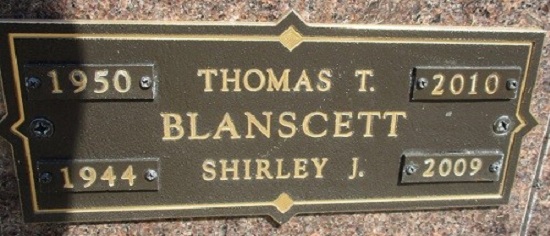 1950 THOMAS T. 2010
BLANSCETT
1944 SHIRLEY J. 2009